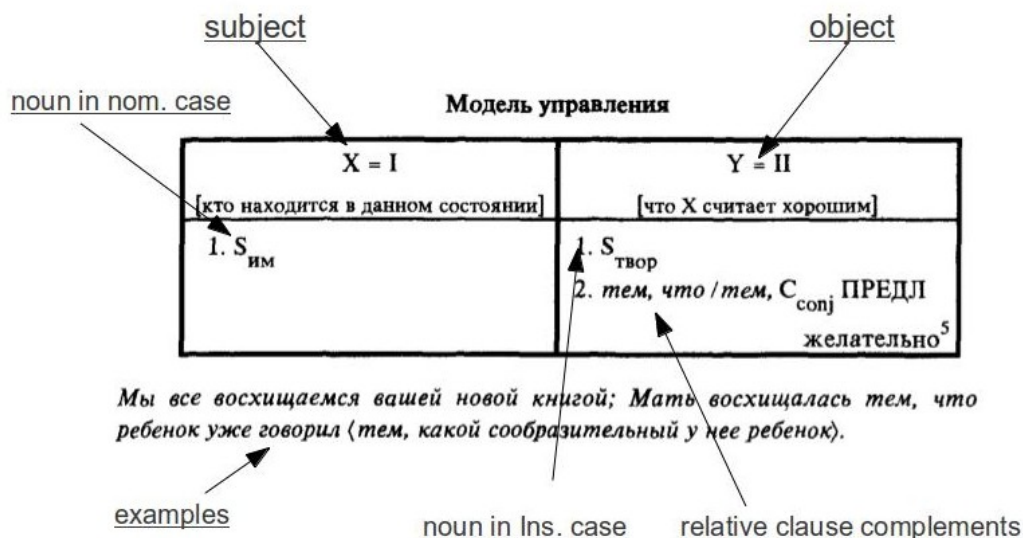 subject
object
noun in nom. case
Модель управления
X = I
Y = II
[кто находится в данном состоянии]
[что X считает хорошим]
1. Sим
1. Sтвор
2. тем, что / тем, Cconj ПРЕДЛ
желательно5
Мы все восхищаемся вашей новой книгой; Мать восхищалась тем, что
ребенок уже говорил ⟨тем, какой сообразительный у нее ребенок⟩.
examples
noun in Ins. case
relative clause complements